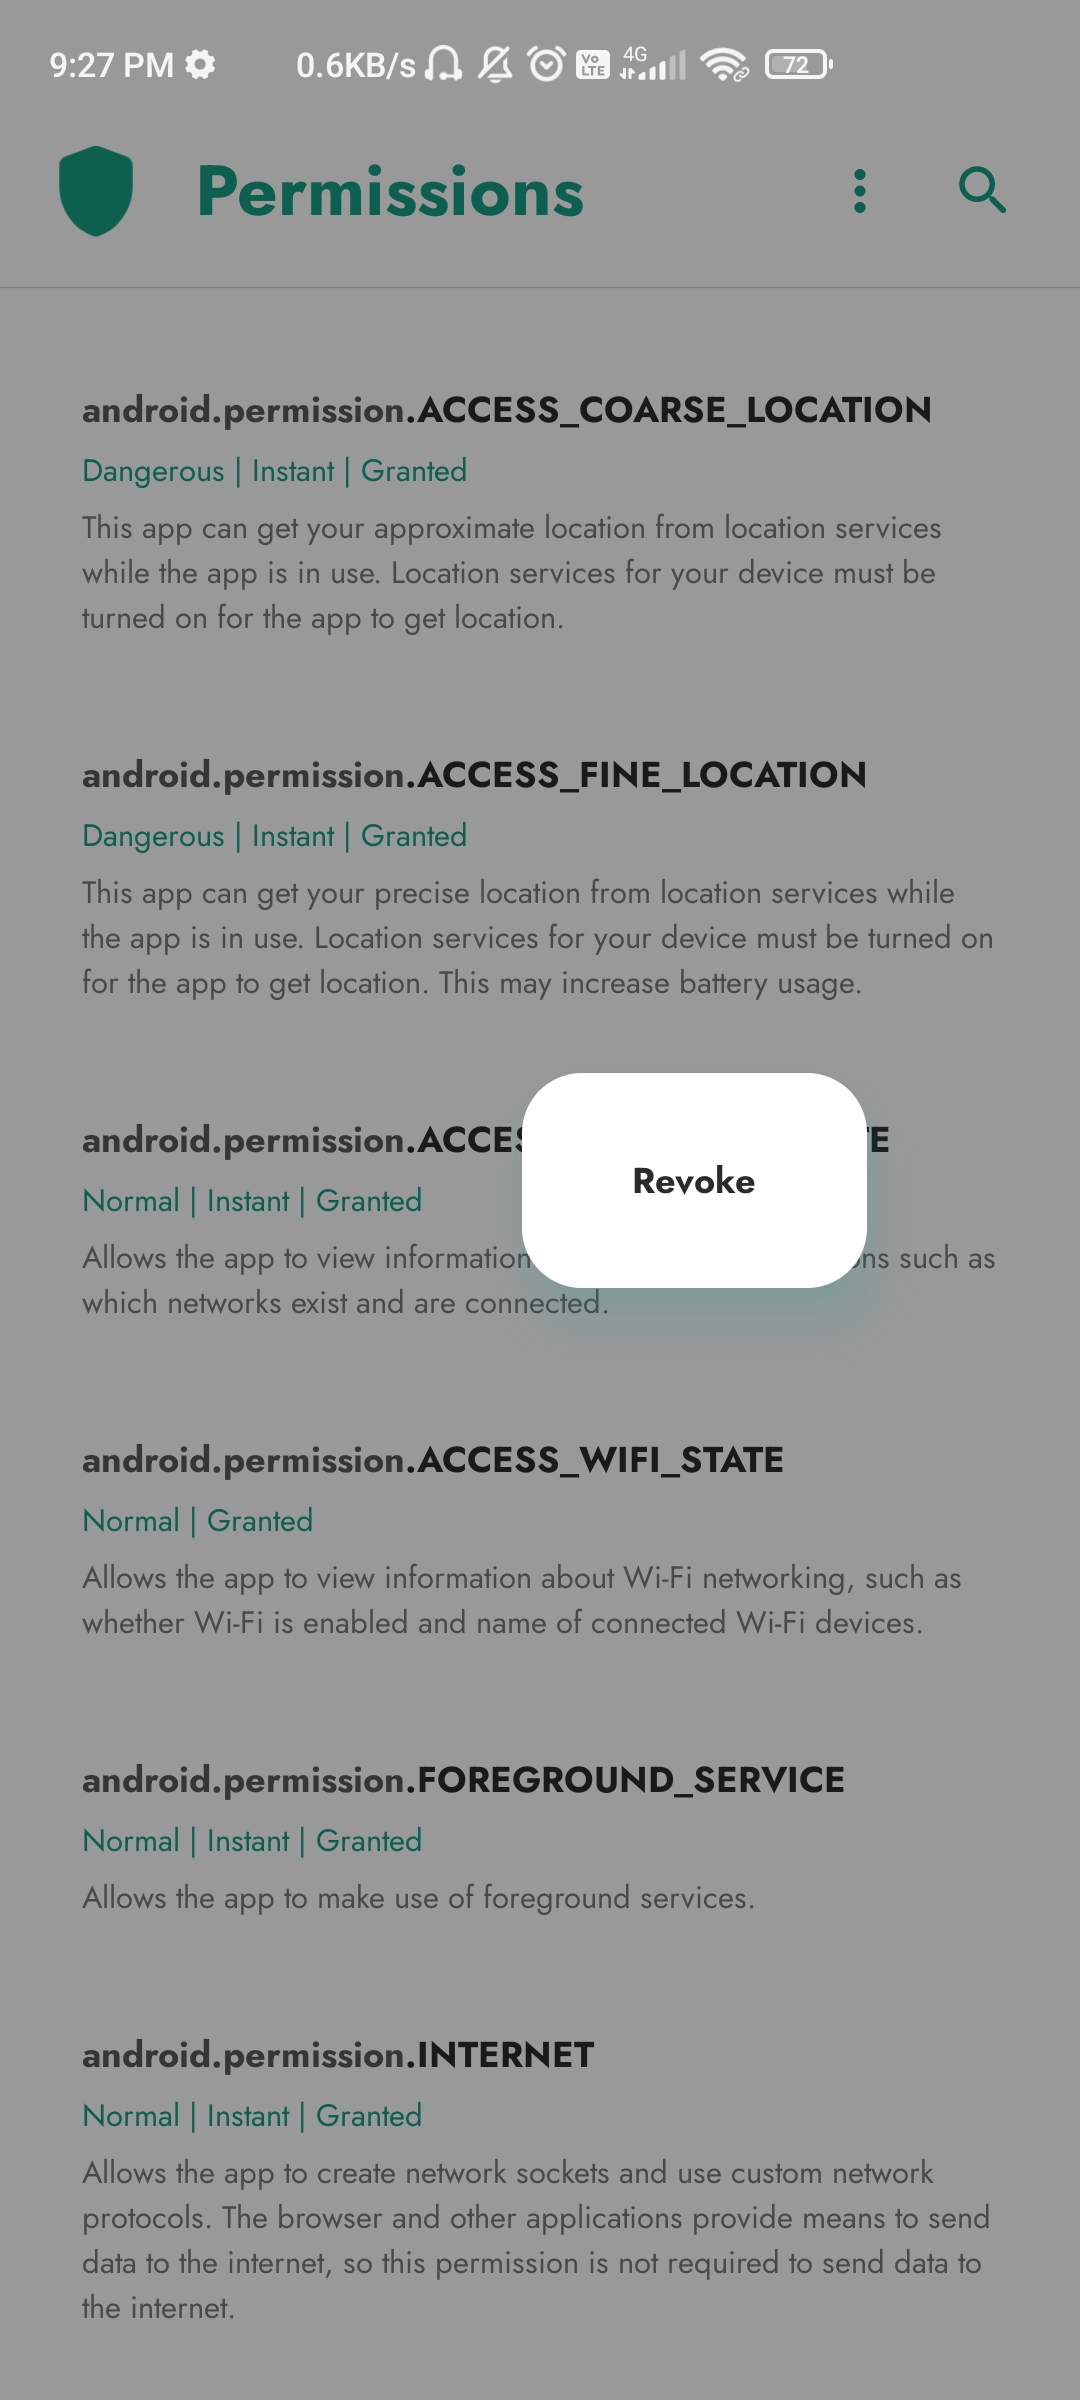 9:27 PM 0.6KB/s Vo LTE 4G 72
Permissions
android.permission.ACCESS_COARSE_LOCATION
Dangerous | Instant | Granted
This app can get your approximate location from location services
while the app is in use. Location services for your device must be
turned on for the app to get location.
android.permission.ACCESS_FINE_LOCATION
Dangerous | Instant | Granted
This app can get your precise location from location services while
the app is in use. Location services for your device must be turned on
for the app to get location. This may increase battery usage.
android.permission.
Revoke
Normal | Instant | Granted
Allows the app to view information such as
which networks exist and are connected.
android.permission.ACCESS_WIFI_STATE
Normal | Granted
Allows the app to view information about Wi-Fi networking, such as
whether Wi-Fi is enabled and name of connected Wi-Fi devices.
android.permission.FOREGROUND_SERVICE
Normal | Instant | Granted
Allows the app to make use of foreground services.
android.permission.INTERNET
Normal | Instant | Granted
Allows the app to create network sockets and use custom network
protocols. The browser and other applications provide means to send
data to the internet, so this permission is not required to send data to
the internet.